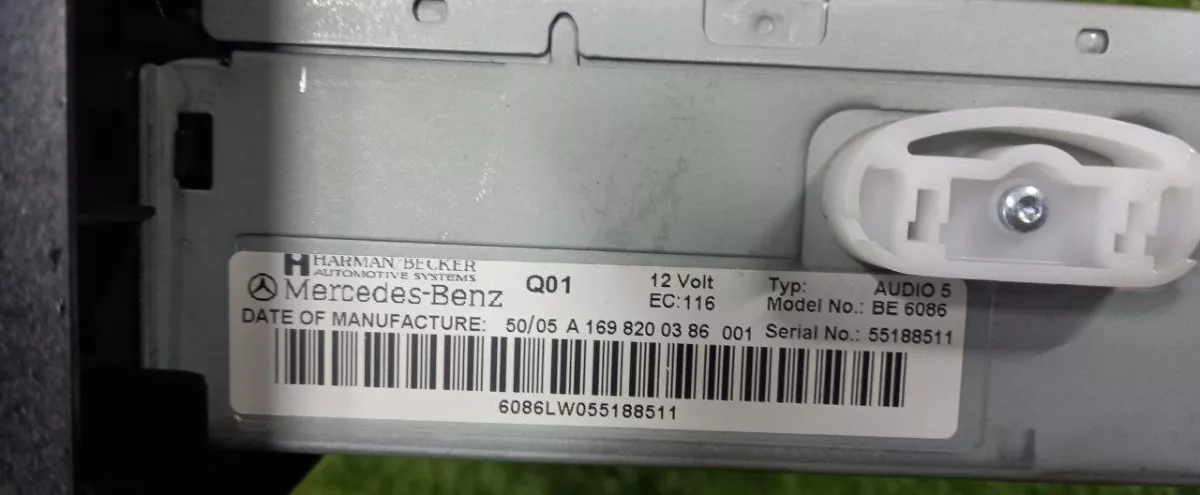 HARMAN/BECKER
AUTOMOTIVE SYSTEMS
Mercedes-Benz Q01 12 Volt Typ: AUDIO 5
EC:116 Model No.: BE 6086
DATE OF MANUFACTURE: 50/05 A 169 820 03 86 001 Serial No.: 55188511
6086LW055188511